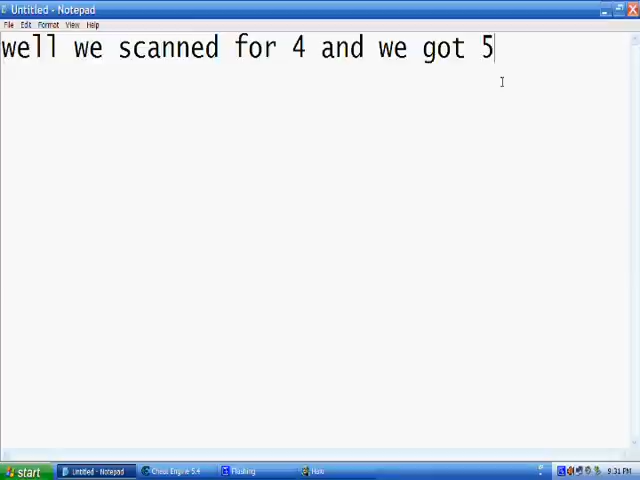 Untitled - Notepad
File Edit Format View Help
well we scanned for 4 and we got 5
start Untitled - Notepad Cheat Engine 5.4 Flashing 9:31 PM